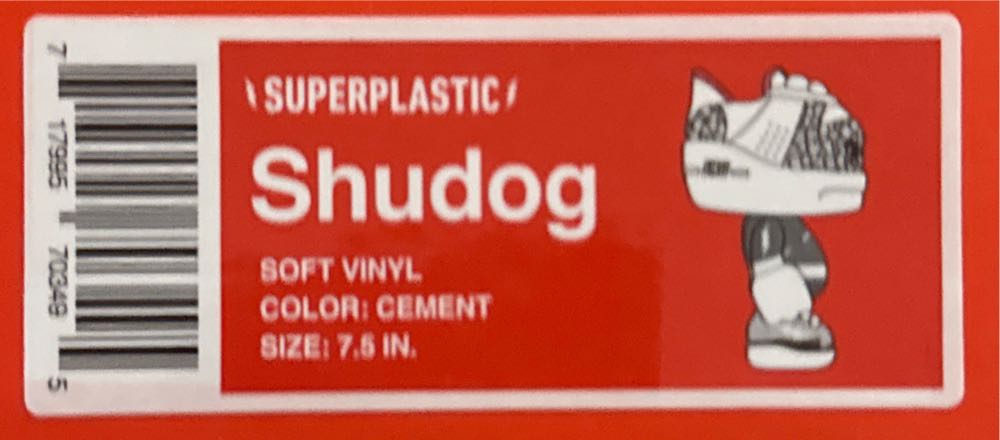 \SUPERPLASTIC/
Shudog
SOFT VINYL
COLOR: CEMENT
SIZE: 7.5 IN.
7 17995 70349 5